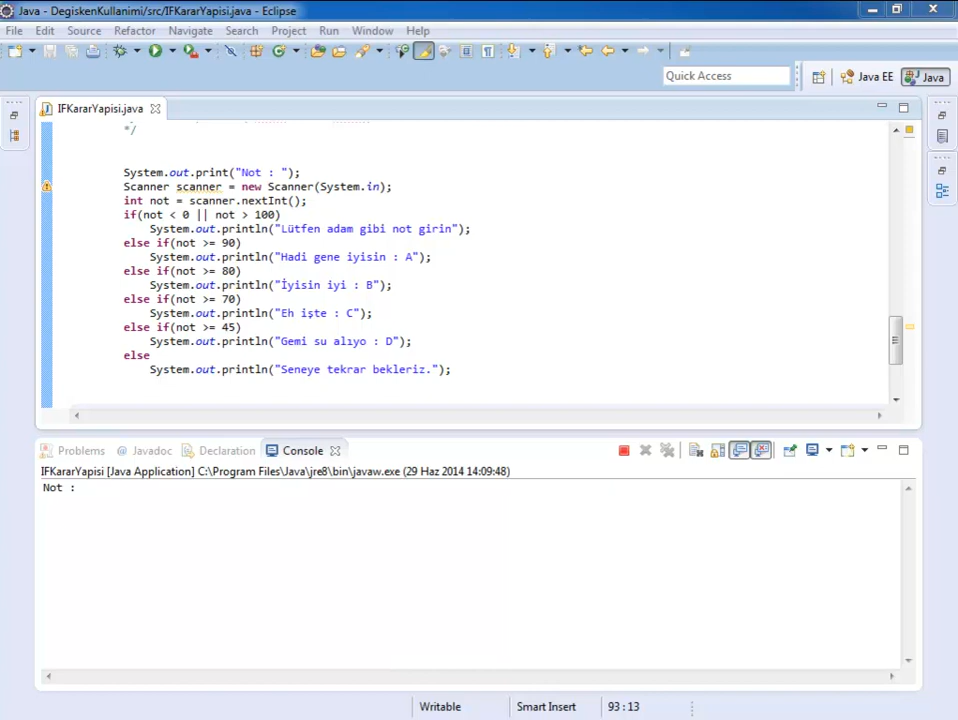 Java - DegiskenKullanimi/src/IFKararYapisi.java - Eclipse
File Edit Source Refactor Navigate Search Project Run Window Help
Quick Access
Java EE
Java
IFKararYapisi.java
*/
System.out.print("Not : ");
Scanner scanner = new Scanner(System.in);
int not = scanner.nextInt();
if(not < 0 || not > 100)
System.out.println("Lütfen adam gibi not girin");
else if(not >= 90)
System.out.println("Hadi gene iyisin : A");
else if(not >= 80)
System.out.println("İyisin iyi : B");
else if(not >= 70)
System.out.println("Eh işte : C");
else if(not >= 45)
System.out.println("Gemi su alıyo : D");
else
System.out.println("Seneye tekrar bekleriz.");
Problems @ Javadoc Declaration Console
IFKararYapisi [Java Application] C:\Program Files\Java\jre8\bin\javaw.exe (29 Haz 2014 14:09:48)
Not :
Writable Smart Insert 93 : 13